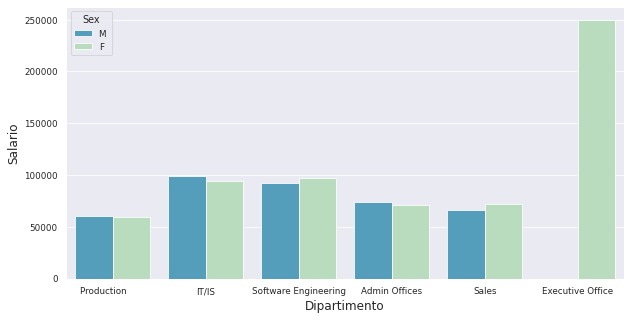 Sex
M
F
250000
200000
150000
100000
50000
0
Salario
Production
IT/IS
Software Engineering
Admin Offices
Sales
Executive Office
Dipartimento